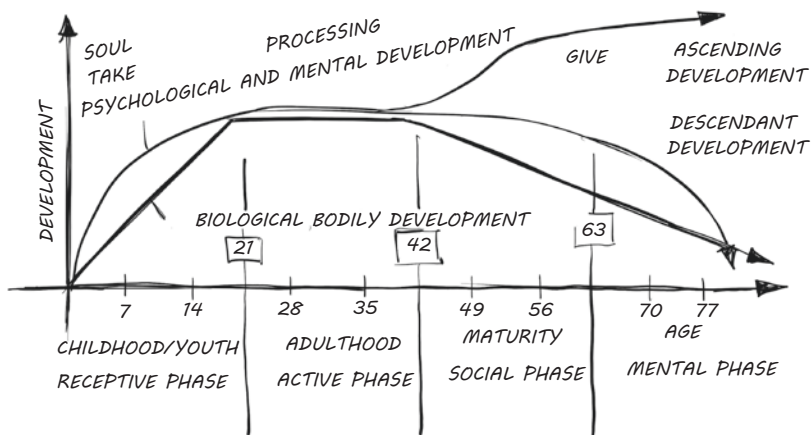 SOUL
TAKE
PROCESSING
PSYCHOLOGICAL AND MENTAL DEVELOPMENT
GIVE
ASCENDING
DEVELOPMENT
DESCENDANT
DEVELOPMENT
DEVELOPMENT
BIOLOGICAL BODILY DEVELOPMENT
21
42
63
7
14
28
35
49
56
70
77
CHILDHOOD/YOUTH
RECEPTIVE PHASE
ADULTHOOD
ACTIVE PHASE
MATURITY
SOCIAL PHASE
AGE
MENTAL PHASE